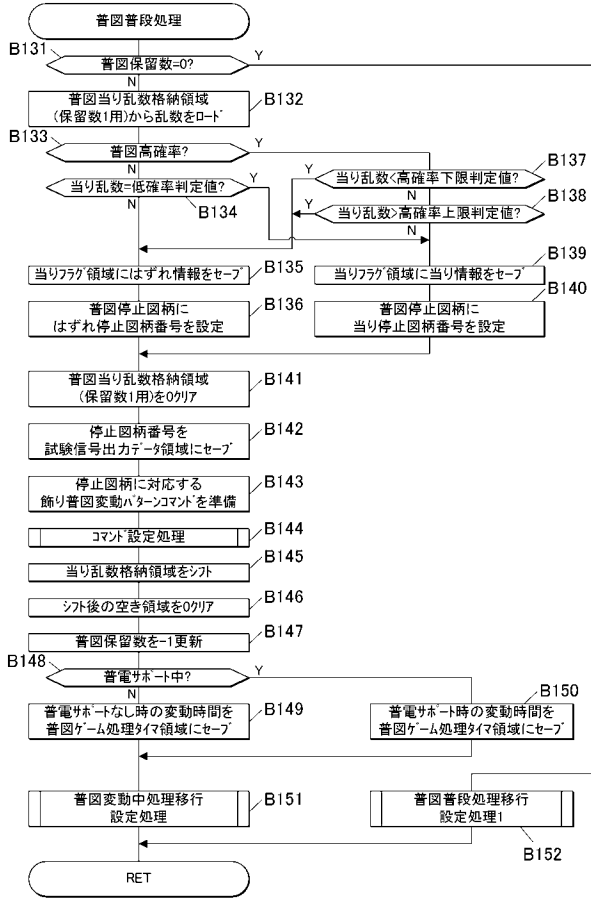 普図普段処理
B131
普図保留数=0?
Y
N
普図当り乱数格納領域
(保留数1用)から乱数をﾛｰﾄﾞ
B132
B133
普図高確率?
Y
N
当り乱数<高確率下限判定値?
Y
B137
N
当り乱数=低確率判定値?
Y
B134
N
当り乱数>高確率上限判定値?
Y
B138
N
当りﾌﾗｸﾞ領域にはずれ情報をｾｰﾌﾞ
B135
当りﾌﾗｸﾞ領域に当り情報をｾｰﾌﾞ
B139
普図停止図柄に
はずれ停止図柄番号を設定
B136
普図停止図柄に
当り停止図柄番号を設定
B140
普図当り乱数格納領域
(保留数1用)を0ｸﾘｱ
B141
停止図柄番号を
試験信号出力ﾃﾞｰﾀ領域にｾｰﾌﾞ
B142
停止図柄に対応する
飾り普図変動ﾊﾟﾀｰﾝｺﾏﾝﾄﾞを準備
B143
ｺﾏﾝﾄﾞ設定処理
B144
当り乱数格納領域をｼﾌﾄ
B145
ｼﾌﾄ後の空き領域を0ｸﾘｱ
B146
普図保留数を-1更新
B147
B148
普電ｻﾎﾟｰﾄ中?
Y
N
普電ｻﾎﾟｰﾄなし時の変動時間を
普図ｹﾞｰﾑ処理ﾀｲﾏ領域にｾｰﾌﾞ
B149
普電ｻﾎﾟｰﾄ時の変動時間を
普図ｹﾞｰﾑ処理ﾀｲﾏ領域にｾｰﾌﾞ
B150
普図変動中処理移行
設定処理
B151
普図普段処理移行
設定処理1
B152
RET